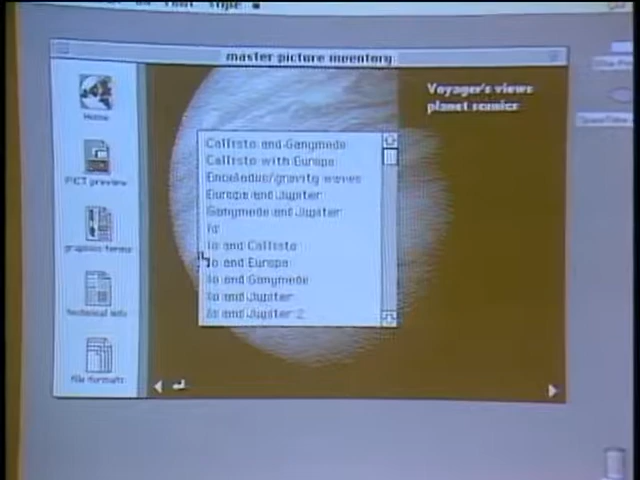 master picture inventory
Voyager's views
planet scenics
Home
PICT preview
graphics terms
technical info
file formats
Callisto and Ganymede
Callisto with Europa
Enceladus/gravity waves
Europa and Jupiter
Ganymede and Jupiter
Io
Io and Callisto
Io and Europa
Io and Ganymede
Io and Jupiter
Io and Jupiter 2